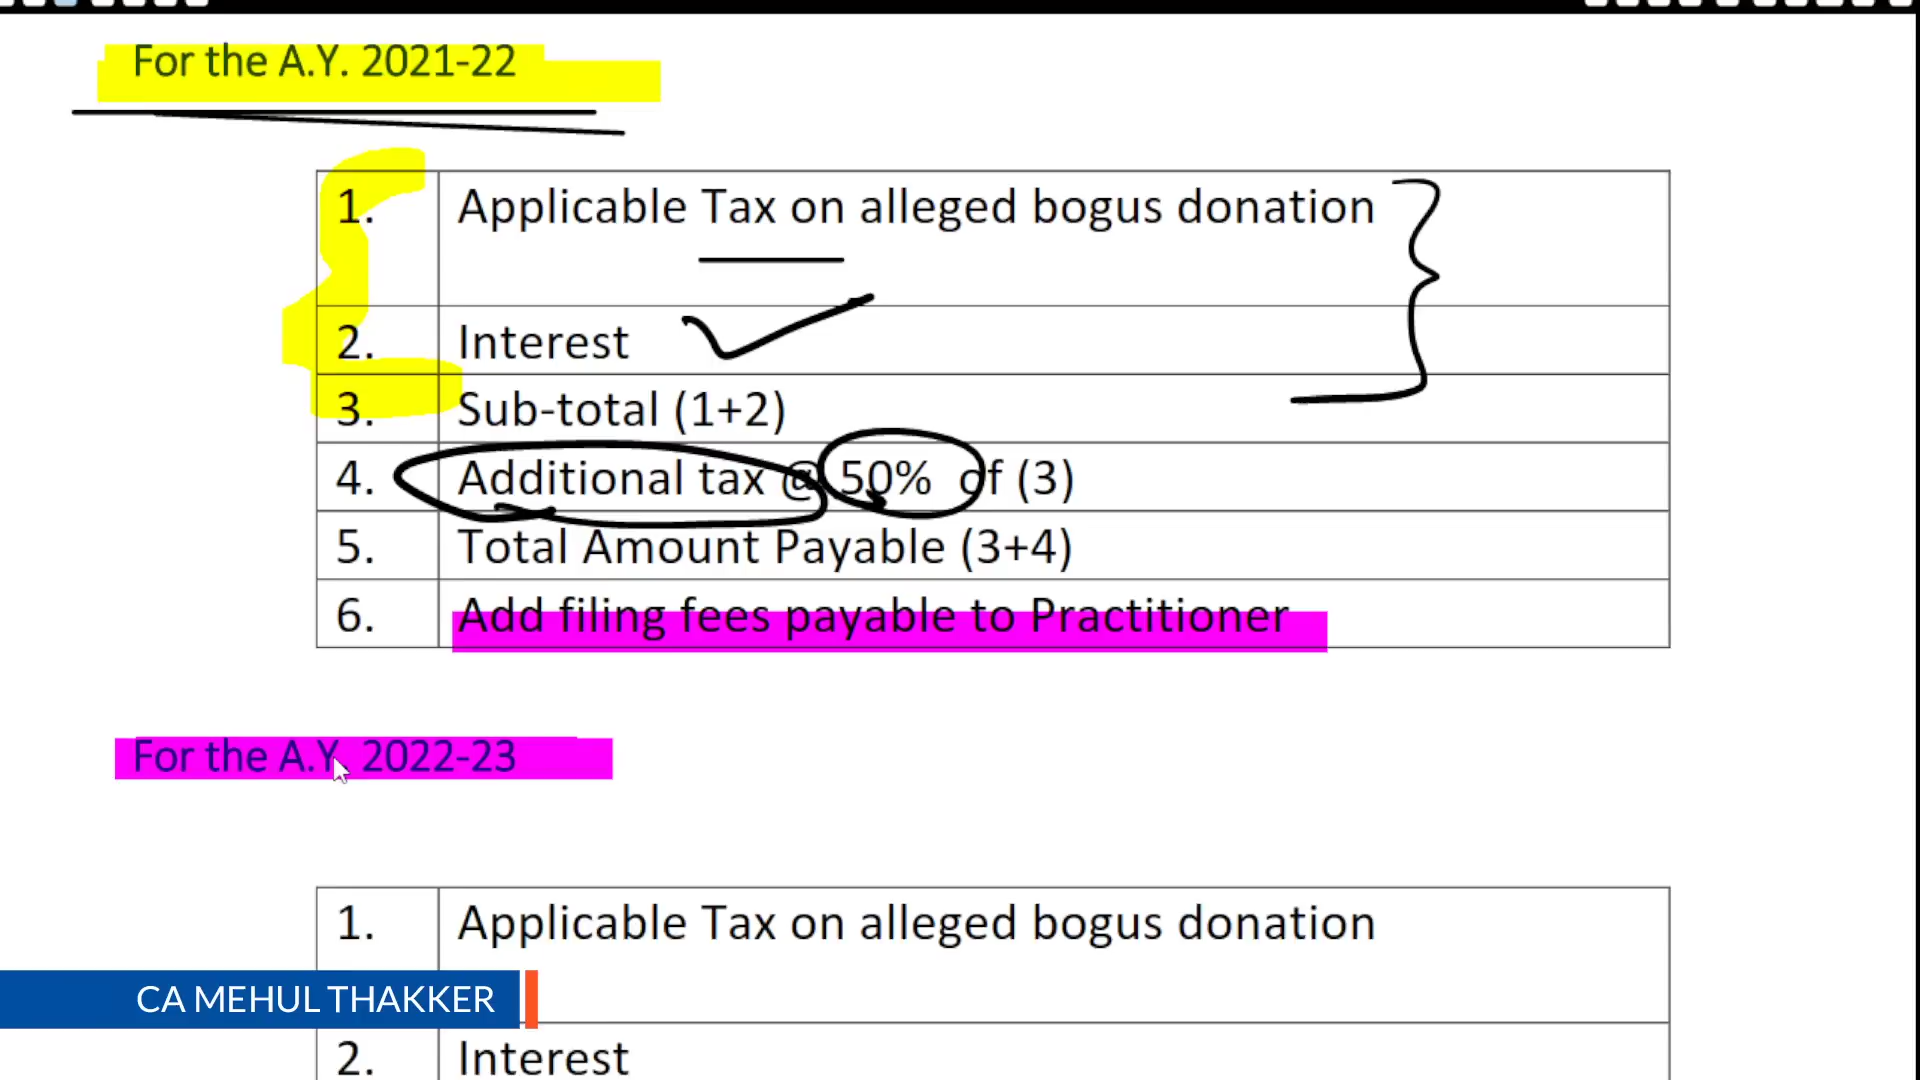 For the A.Y. 2021-22
1. Applicable Tax on alleged bogus donation
2. Interest
3. Sub-total (1+2)
4. Additional tax @ 50% of (3)
5. Total Amount Payable (3+4)
6. Add filing fees payable to Practitioner
For the A.Y. 2022-23
1. Applicable Tax on alleged bogus donation
CA MEHUL THAKKER
2. Interest